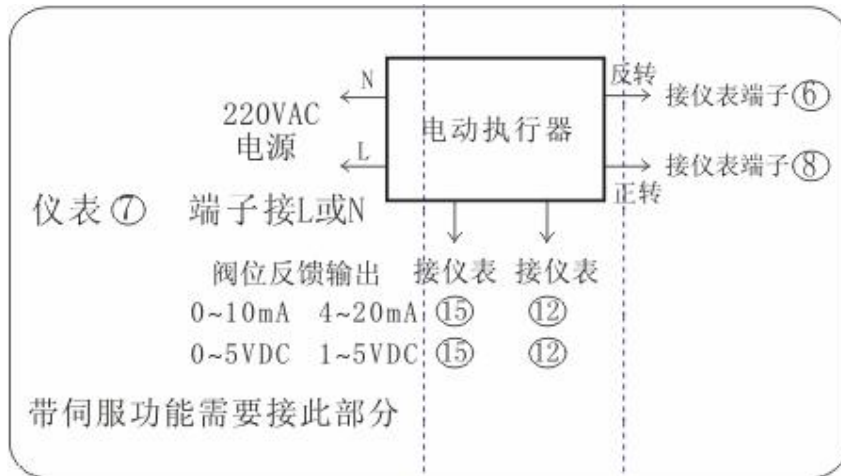 N
反转
接仪表端子⑥
220VAC
电源
电动执行器
L
接仪表端子⑧
正转
仪表⑦ 端子接L或N
阀位反馈输出 接仪表 接仪表
0~10mA 4~20mA ⑮ ⑫
0~5VDC 1~5VDC ⑮ ⑫
带伺服功能需要接此部分